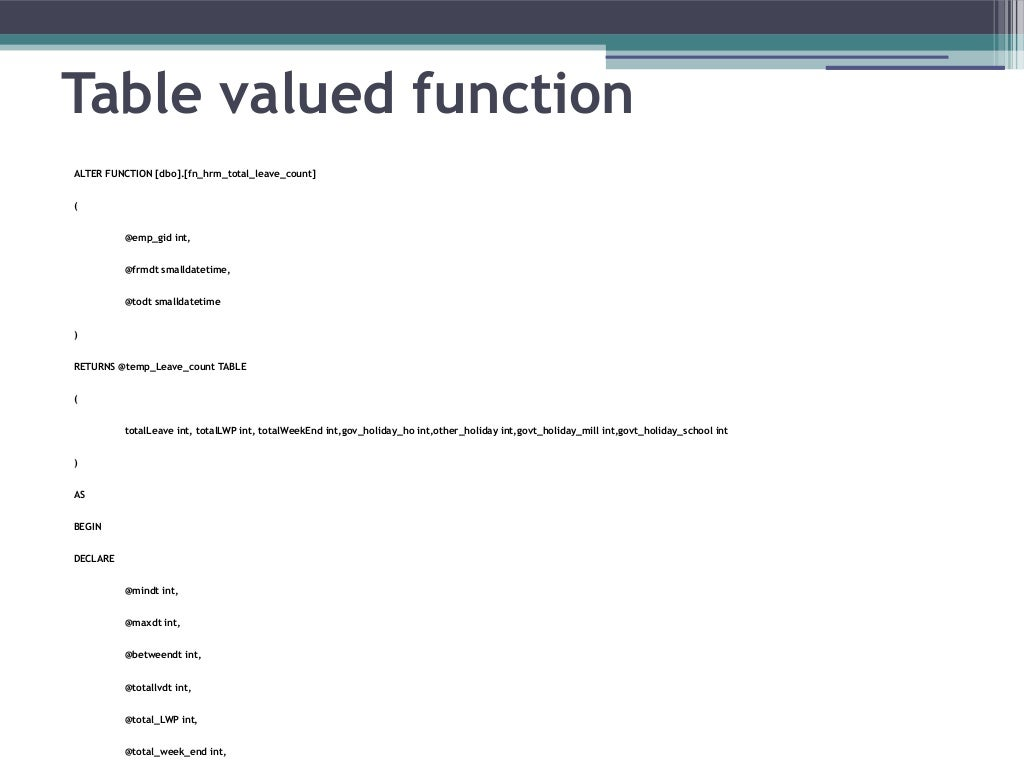 Table valued function
ALTER FUNCTION [dbo].[fn_hrm_total_leave_count]
(
@emp_gid int,
@frmdt smalldatetime,
@todt smalldatetime
)
RETURNS @temp_Leave_count TABLE
(
totalLeave int, totalLWP int, totalWeekEnd int,gov_holiday_ho int,other_holiday int,govt_holiday_mill int,govt_holiday_school int
)
AS
BEGIN
DECLARE
@mindt int,
@maxdt int,
@betweendt int,
@totallvdt int,
@total_LWP int,
@total_week_end int,